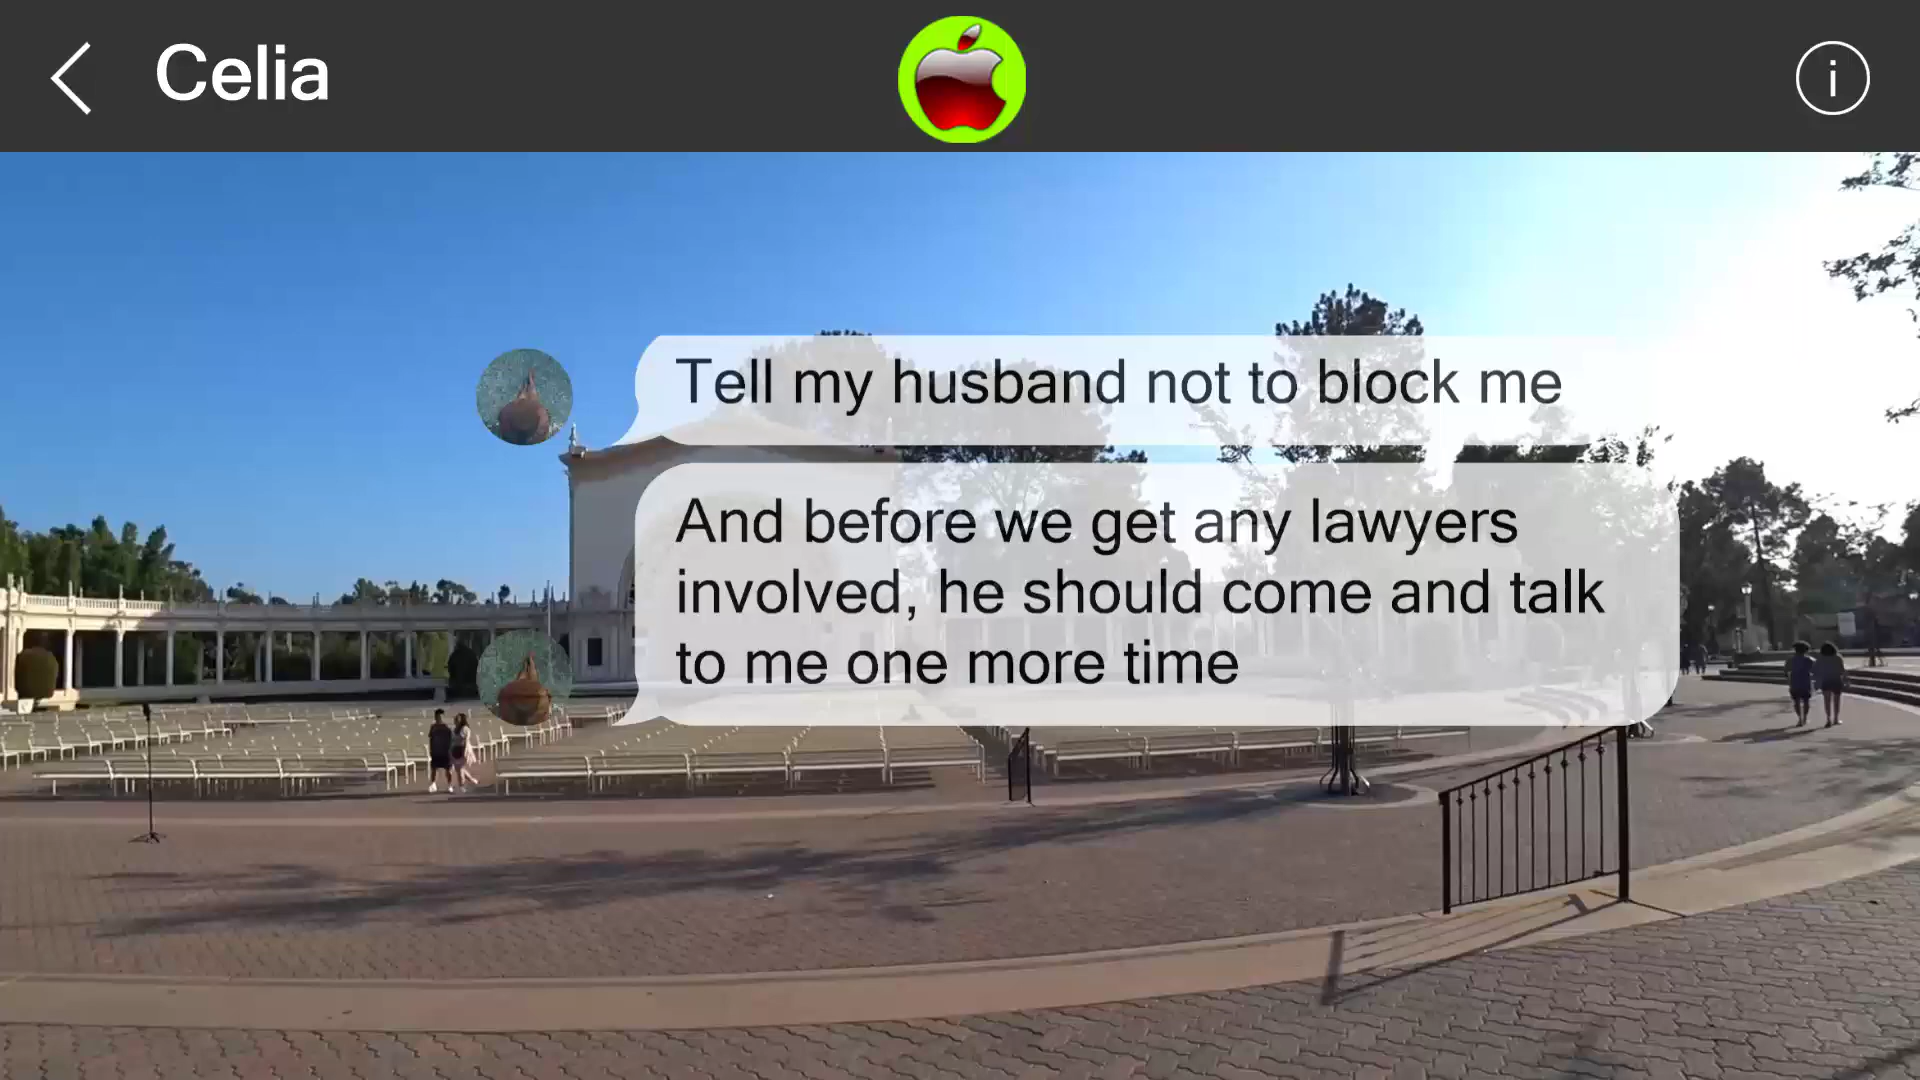 Celia
Tell my husband not to block me
And before we get any lawyers
involved, he should come and talk
to me one more time